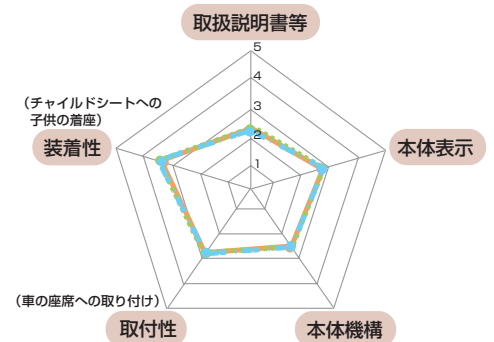 取扱説明書等
5
4
3
2
1
（チャイルドシートへの
子供の着座）
装着性
本体表示
（車の座席への取り付け）
取付性
本体機構